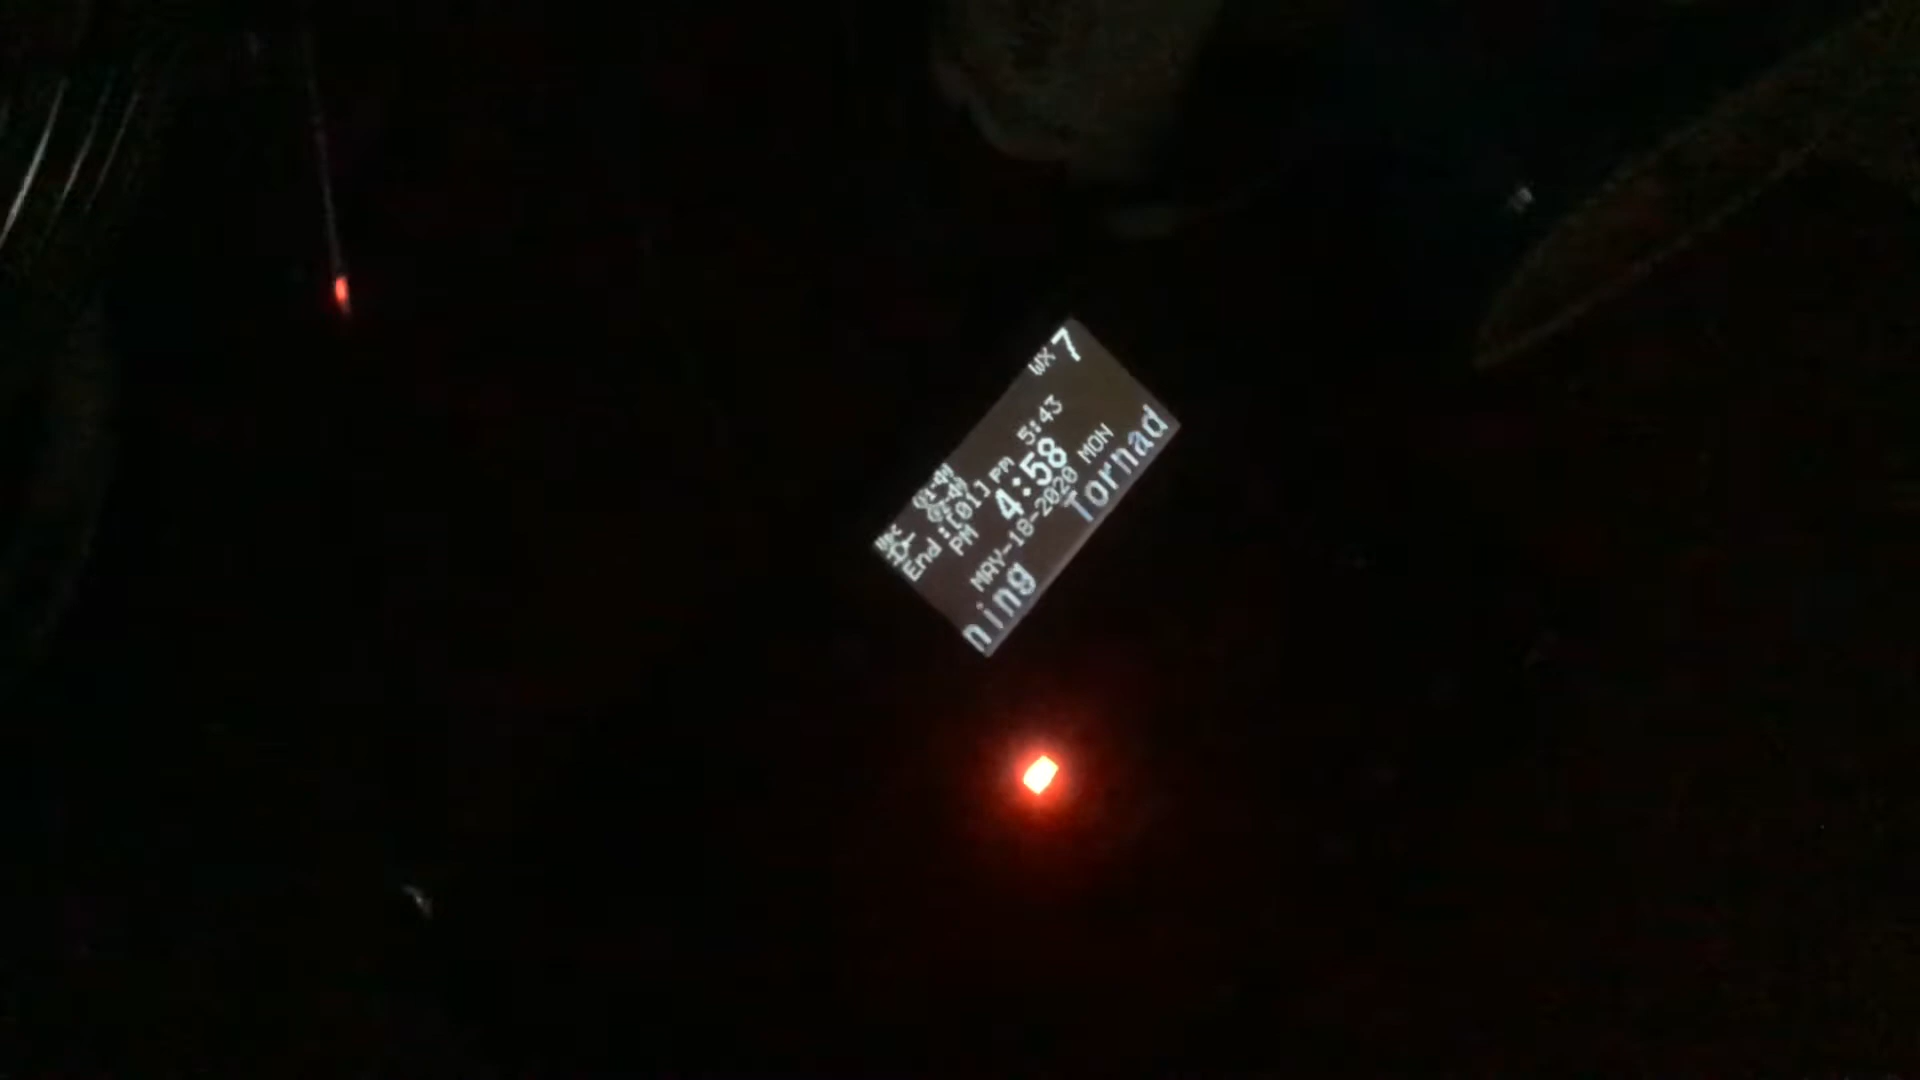 WX 7
End :[01] PM 5:43
PM 4:58
MAY-18-2020 MON
ning Tornad